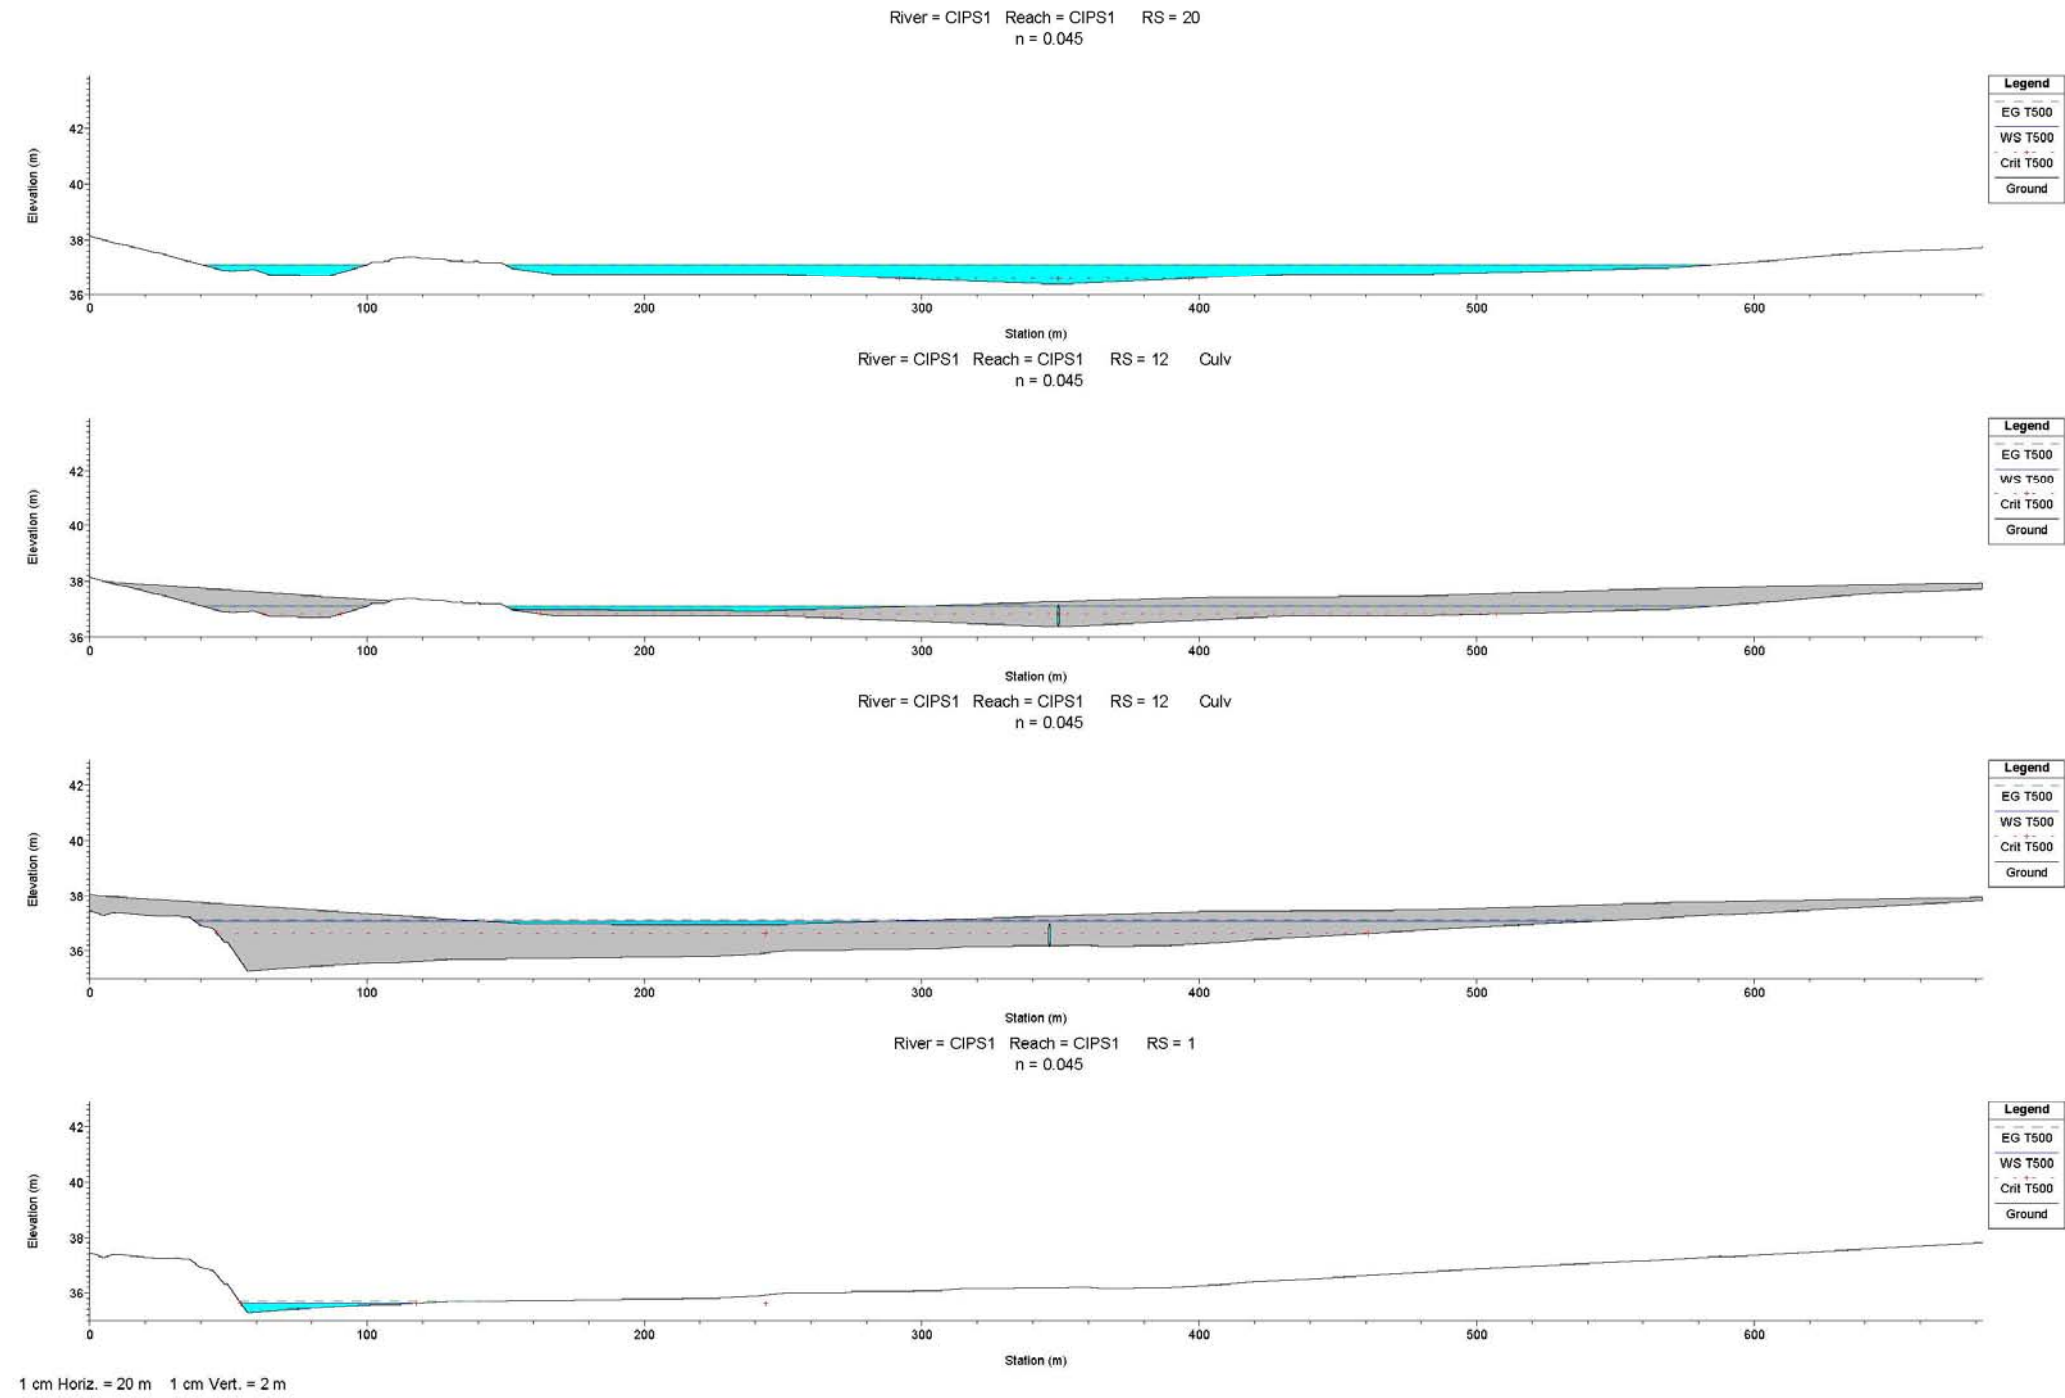 River = CIPS1 Reach = CIPS1 RS = 20
n = 0.045
Legend
EG T500
WS T500
Crit T500
Ground
Elevation (m)
42
40
38
36
0 100 200 300 400 500 600
Station (m)
River = CIPS1 Reach = CIPS1 RS = 12 Culv
n = 0.045
Legend
EG T500
WS T500
Crit T500
Ground
Elevation (m)
42
40
38
36
0 100 200 300 400 500 600
Station (m)
River = CIPS1 Reach = CIPS1 RS = 12 Culv
n = 0.045
Legend
EG T500
WS T500
Crit T500
Ground
Elevation (m)
42
40
38
36
0 100 200 300 400 500 600
Station (m)
River = CIPS1 Reach = CIPS1 RS = 1
n = 0.045
Legend
EG T500
WS T500
Crit T500
Ground
Elevation (m)
42
40
38
36
0 100 200 300 400 500 600
Station (m)
1 cm Horiz. = 20 m 1 cm Vert. = 2 m